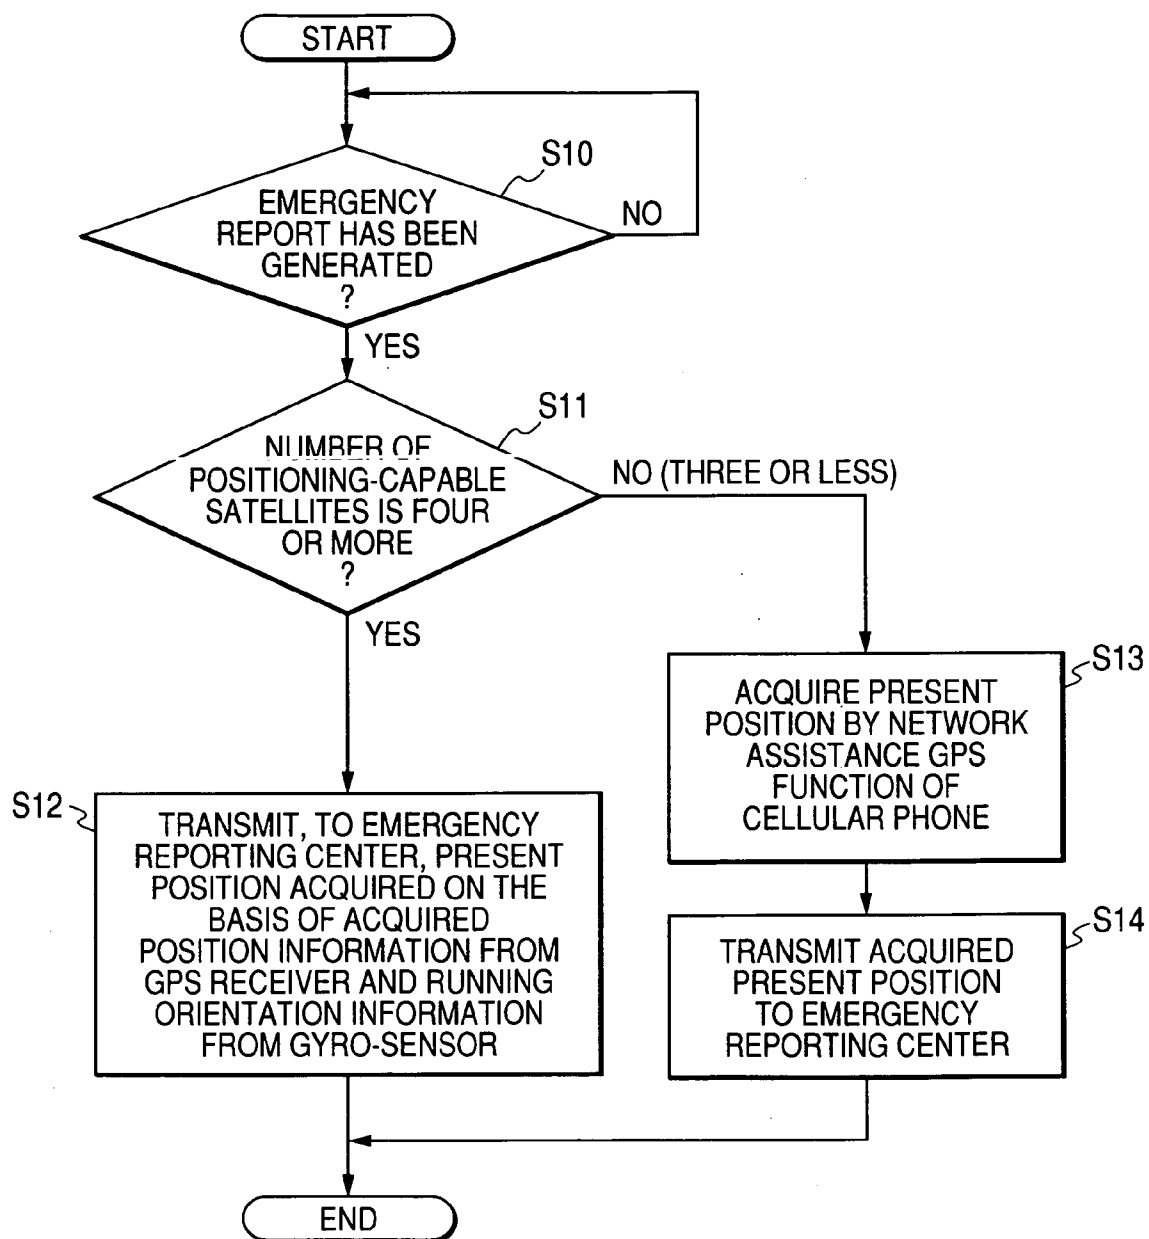 START
S10
EMERGENCY
REPORT HAS BEEN
GENERATED
?
NO
YES
S11
NUMBER OF
POSITIONING-CAPABLE
SATELLITES IS FOUR
OR MORE
?
NO (THREE OR LESS)
YES
S13
ACQUIRE PRESENT
POSITION BY NETWORK
ASSISTANCE GPS
FUNCTION OF
CELLULAR PHONE
S12
TRANSMIT, TO EMERGENCY
REPORTING CENTER, PRESENT
POSITION ACQUIRED ON THE
BASIS OF ACQUIRED
POSITION INFORMATION FROM
GPS RECEIVER AND RUNNING
ORIENTATION INFORMATION
FROM GYRO-SENSOR
S14
TRANSMIT ACQUIRED
PRESENT POSITION
TO EMERGENCY
REPORTING CENTER
END